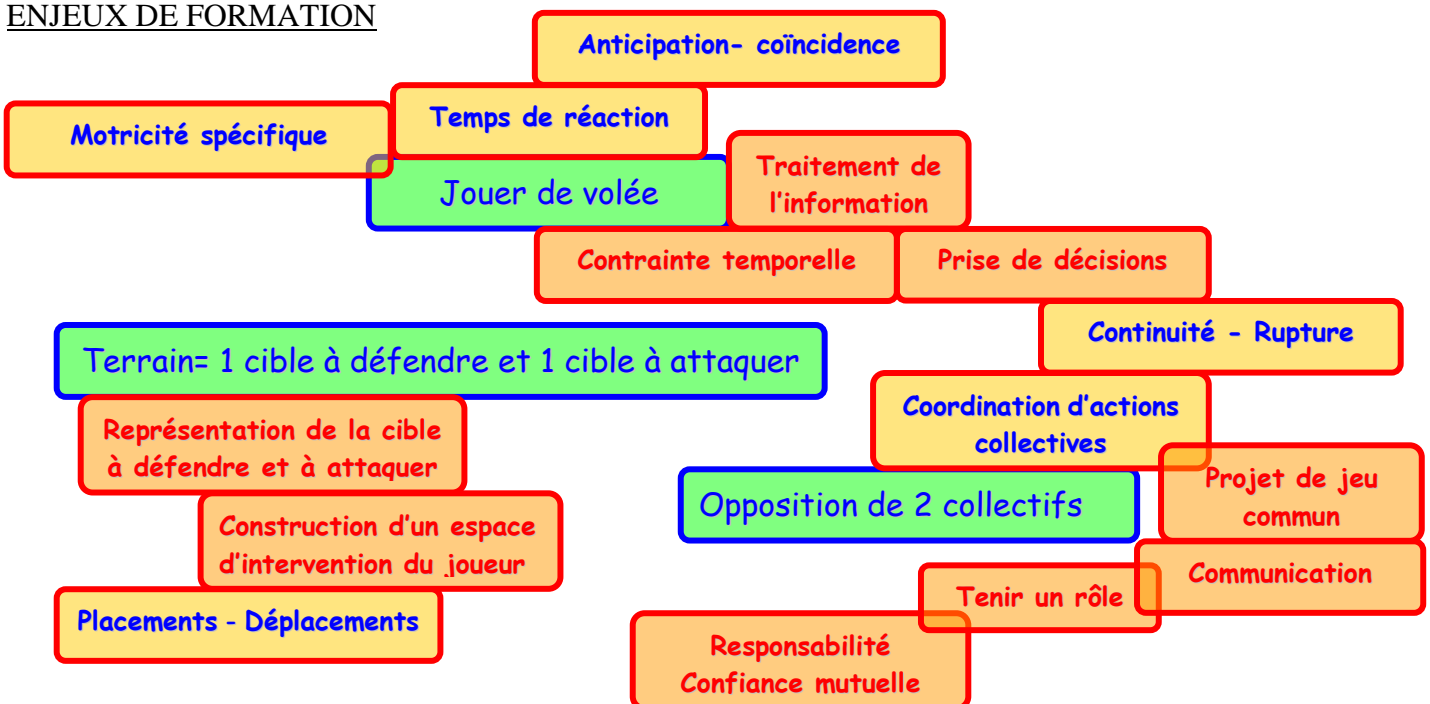 ENJEUX DE FORMATION
Anticipation- coïncidence
Temps de réaction
Motricité spécifique
Jouer de volée
Traitement de
l'information
Contrainte temporelle
Prise de décisions
Continuité - Rupture
Terrain= 1 cible à défendre et 1 cible à attaquer
Coordination d'actions
collectives
Représentation de la cible
à défendre et à attaquer
Projet de jeu
commun
Opposition de 2 collectifs
Construction d'un espace
d'intervention du joueur
Communication
Tenir un rôle
Placements - Déplacements
Responsabilité
Confiance mutuelle